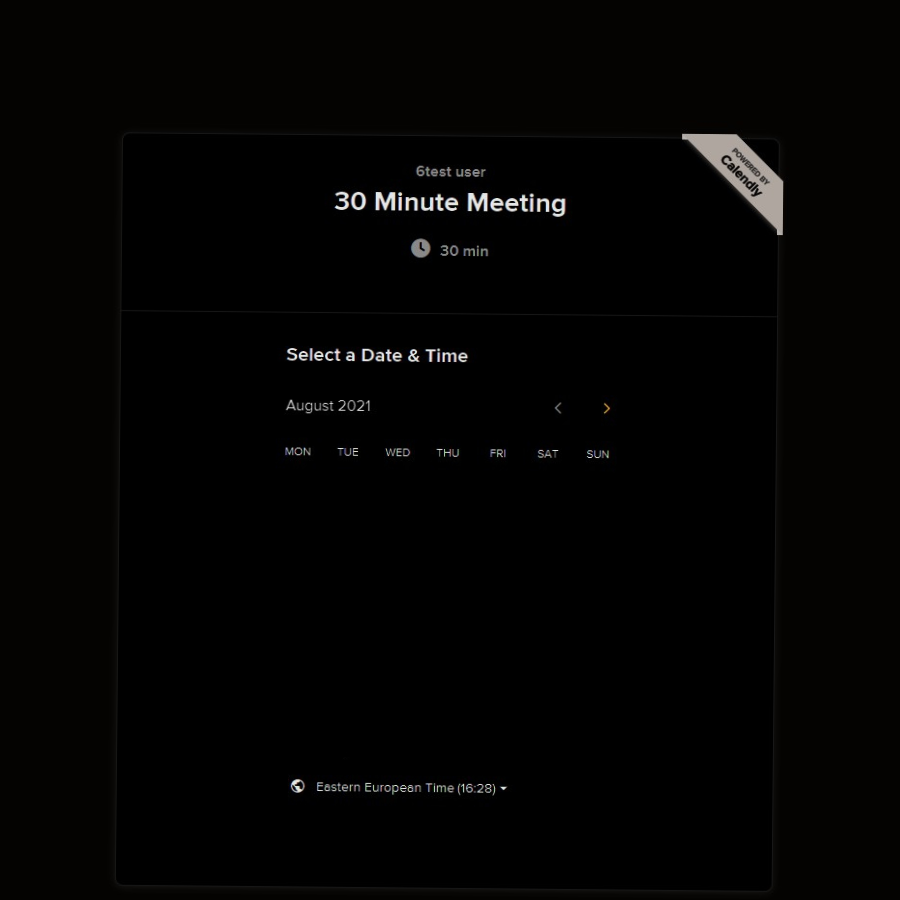 POWERED BY
Calendly
6test user
30 Minute Meeting
30 min
Select a Date & Time
August 2021
MON TUE WED THU FRI SAT SUN
Eastern European Time (16:28)